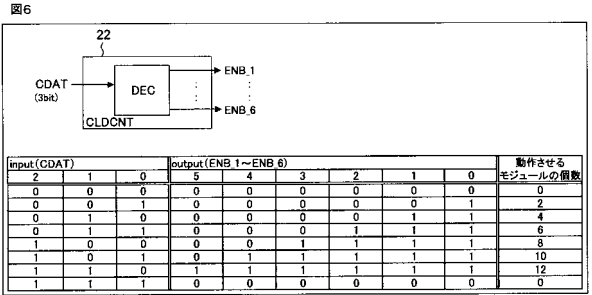 図6
22
CDAT
(3bit)
DEC
ENB_1
ENB_6
CLDCNT
input(CDAT) output(ENB_1～ENB_6) 動作させる
モジュールの個数
2 1 0 5 4 3 2 1 0
0 0 0 0 0 0 0 0 0 0
0 0 1 0 0 0 0 0 1 2
0 1 0 0 0 0 0 1 1 4
0 1 1 0 0 0 1 1 1 6
1 0 0 0 0 1 1 1 1 8
1 0 1 0 1 1 1 1 1 10
1 1 0 1 1 1 1 1 1 12
1 1 1 0 0 0 0 0 0 0